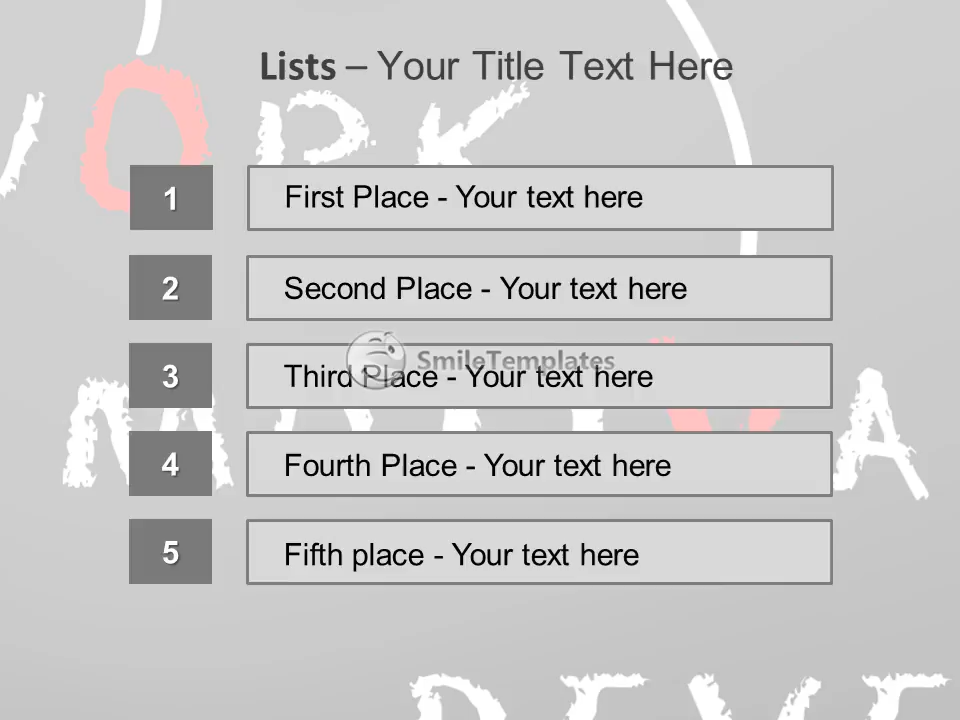 Lists – Your Title Text Here
ORK
1 First Place - Your text here
2 Second Place - Your text here
SmileTemplates
3 Third Place - Your text here
4 Fourth Place - Your text here
5 Fifth place - Your text here